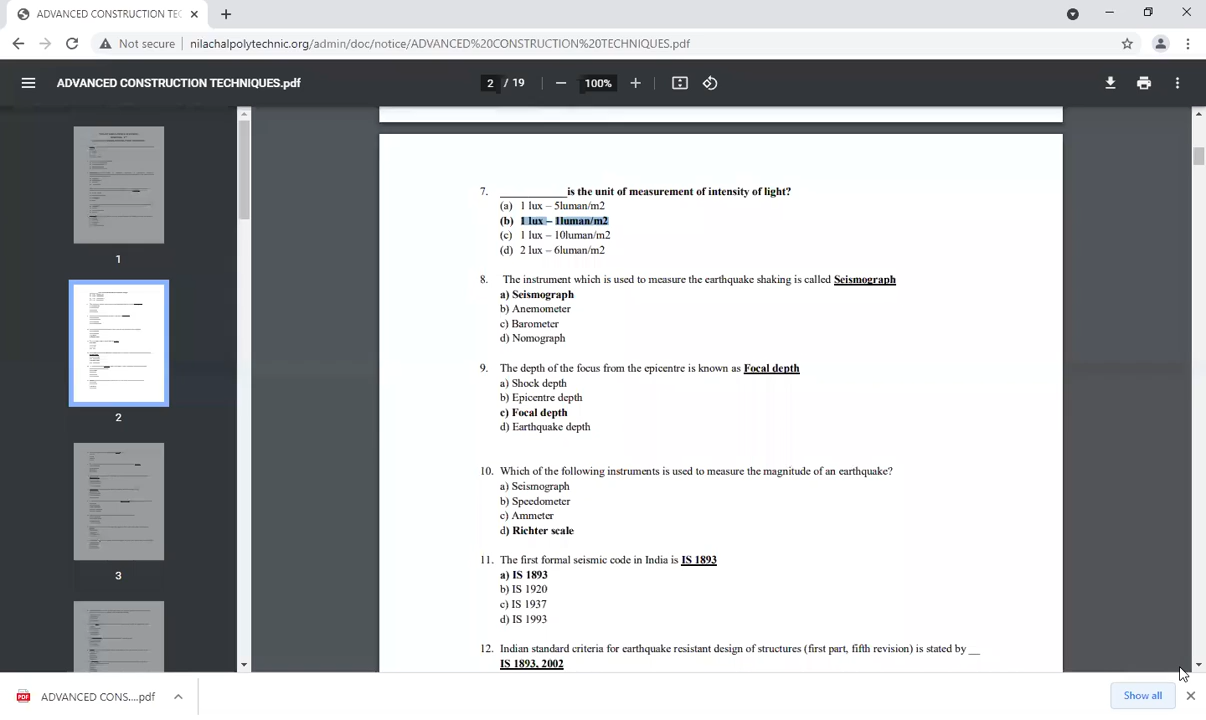 ADVANCED CONSTRUCTION TEC
Not secure nilachalpolytechnic.org/admin/doc/notice/ADVANCED%20CONSTRUCTION%20TECHNIQUES.pdf
ADVANCED CONSTRUCTION TECHNIQUES.pdf 2 / 19 100%
1
2
3
7. ____________is the unit of measurement of intensity of light?
(a) 1 lux – 5luman/m2
(b) 1 lux – 1luman/m2
(c) 1 lux – 10luman/m2
(d) 2 lux – 6luman/m2
8. The instrument which is used to measure the earthquake shaking is called Seismograph
a) Seismograph
b) Anemometer
c) Barometer
d) Nomograph
9. The depth of the focus from the epicentre is known as Focal depth
a) Shock depth
b) Epicentre depth
c) Focal depth
d) Earthquake depth
10. Which of the following instruments is used to measure the magnitude of an earthquake?
a) Seismograph
b) Speedometer
c) Ammeter
d) Richter scale
11. The first formal seismic code in India is IS 1893
a) IS 1893
b) IS 1920
c) IS 1937
d) IS 1993
12. Indian standard criteria for earthquake resistant design of structures (first part, fifth revision) is stated by __
IS 1893, 2002
ADVANCED CONS....pdf
Show all